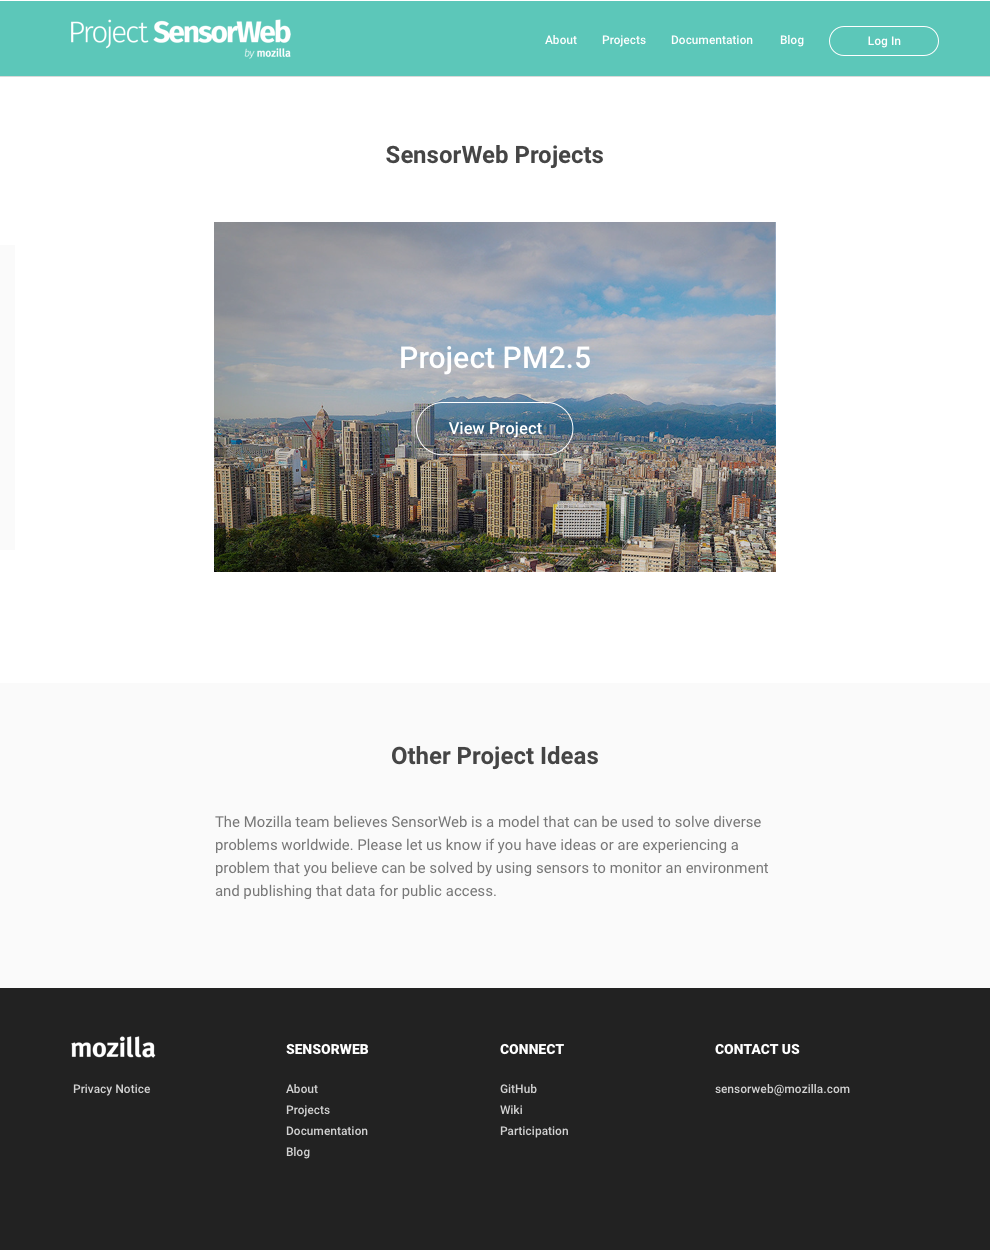 Project SensorWeb
by mozilla
About Projects Documentation Blog Log In
SensorWeb Projects
Project PM2.5
View Project
Other Project Ideas
The Mozilla team believes SensorWeb is a model that can be used to solve diverse
problems worldwide. Please let us know if you have ideas or are experiencing a
problem that you believe can be solved by using sensors to monitor an environment
and publishing that data for public access.
mozilla
Privacy Notice
SENSORWEB
About
Projects
Documentation
Blog
CONNECT
GitHub
Wiki
Participation
CONTACT US
sensorweb@mozilla.com